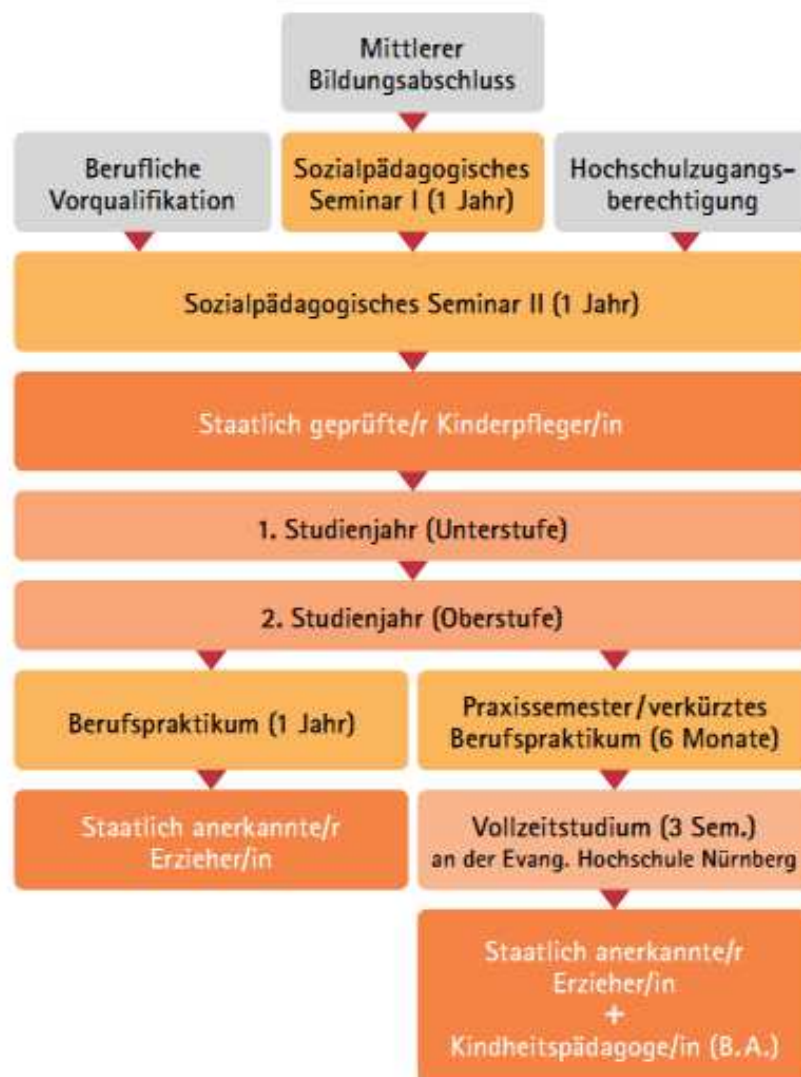 Mittlerer
Bildungsabschluss
Berufliche
Vorqualifikation
Sozialpädagogisches
Seminar I (1 Jahr)
Hochschulzugangs-
berechtigung
Sozialpädagogisches Seminar II (1 Jahr)
Staatlich geprüfte/r Kinderpfleger/in
1. Studienjahr (Unterstufe)
2. Studienjahr (Oberstufe)
Berufspraktikum (1 Jahr)
Praxissemester/verkürztes
Berufspraktikum (6 Monate)
Staatlich anerkannte/r
Erzieher/in
Vollzeitstudium (3 Sem.)
an der Evang. Hochschule Nürnberg
Staatlich anerkannte/r
Erzieher/in
+
Kindheitspädagoge/in (B.A.)